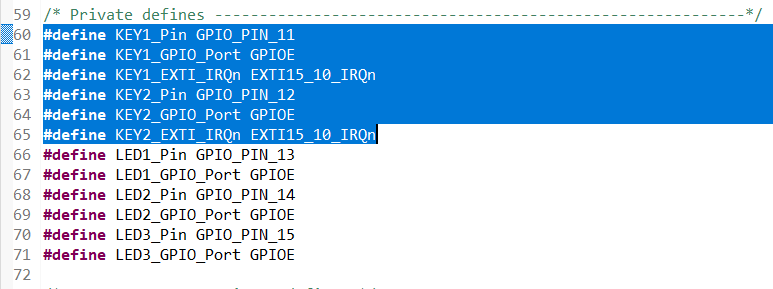 59 /* Private defines -----------------------------------------------------------*/
60 #define KEY1_Pin GPIO_PIN_11
61 #define KEY1_GPIO_Port GPIOE
62 #define KEY1_EXTI_IRQn EXTI15_10_IRQn
63 #define KEY2_Pin GPIO_PIN_12
64 #define KEY2_GPIO_Port GPIOE
65 #define KEY2_EXTI_IRQn EXTI15_10_IRQn
66 #define LED1_Pin GPIO_PIN_13
67 #define LED1_GPIO_Port GPIOE
68 #define LED2_Pin GPIO_PIN_14
69 #define LED2_GPIO_Port GPIOE
70 #define LED3_Pin GPIO_PIN_15
71 #define LED3_GPIO_Port GPIOE
72